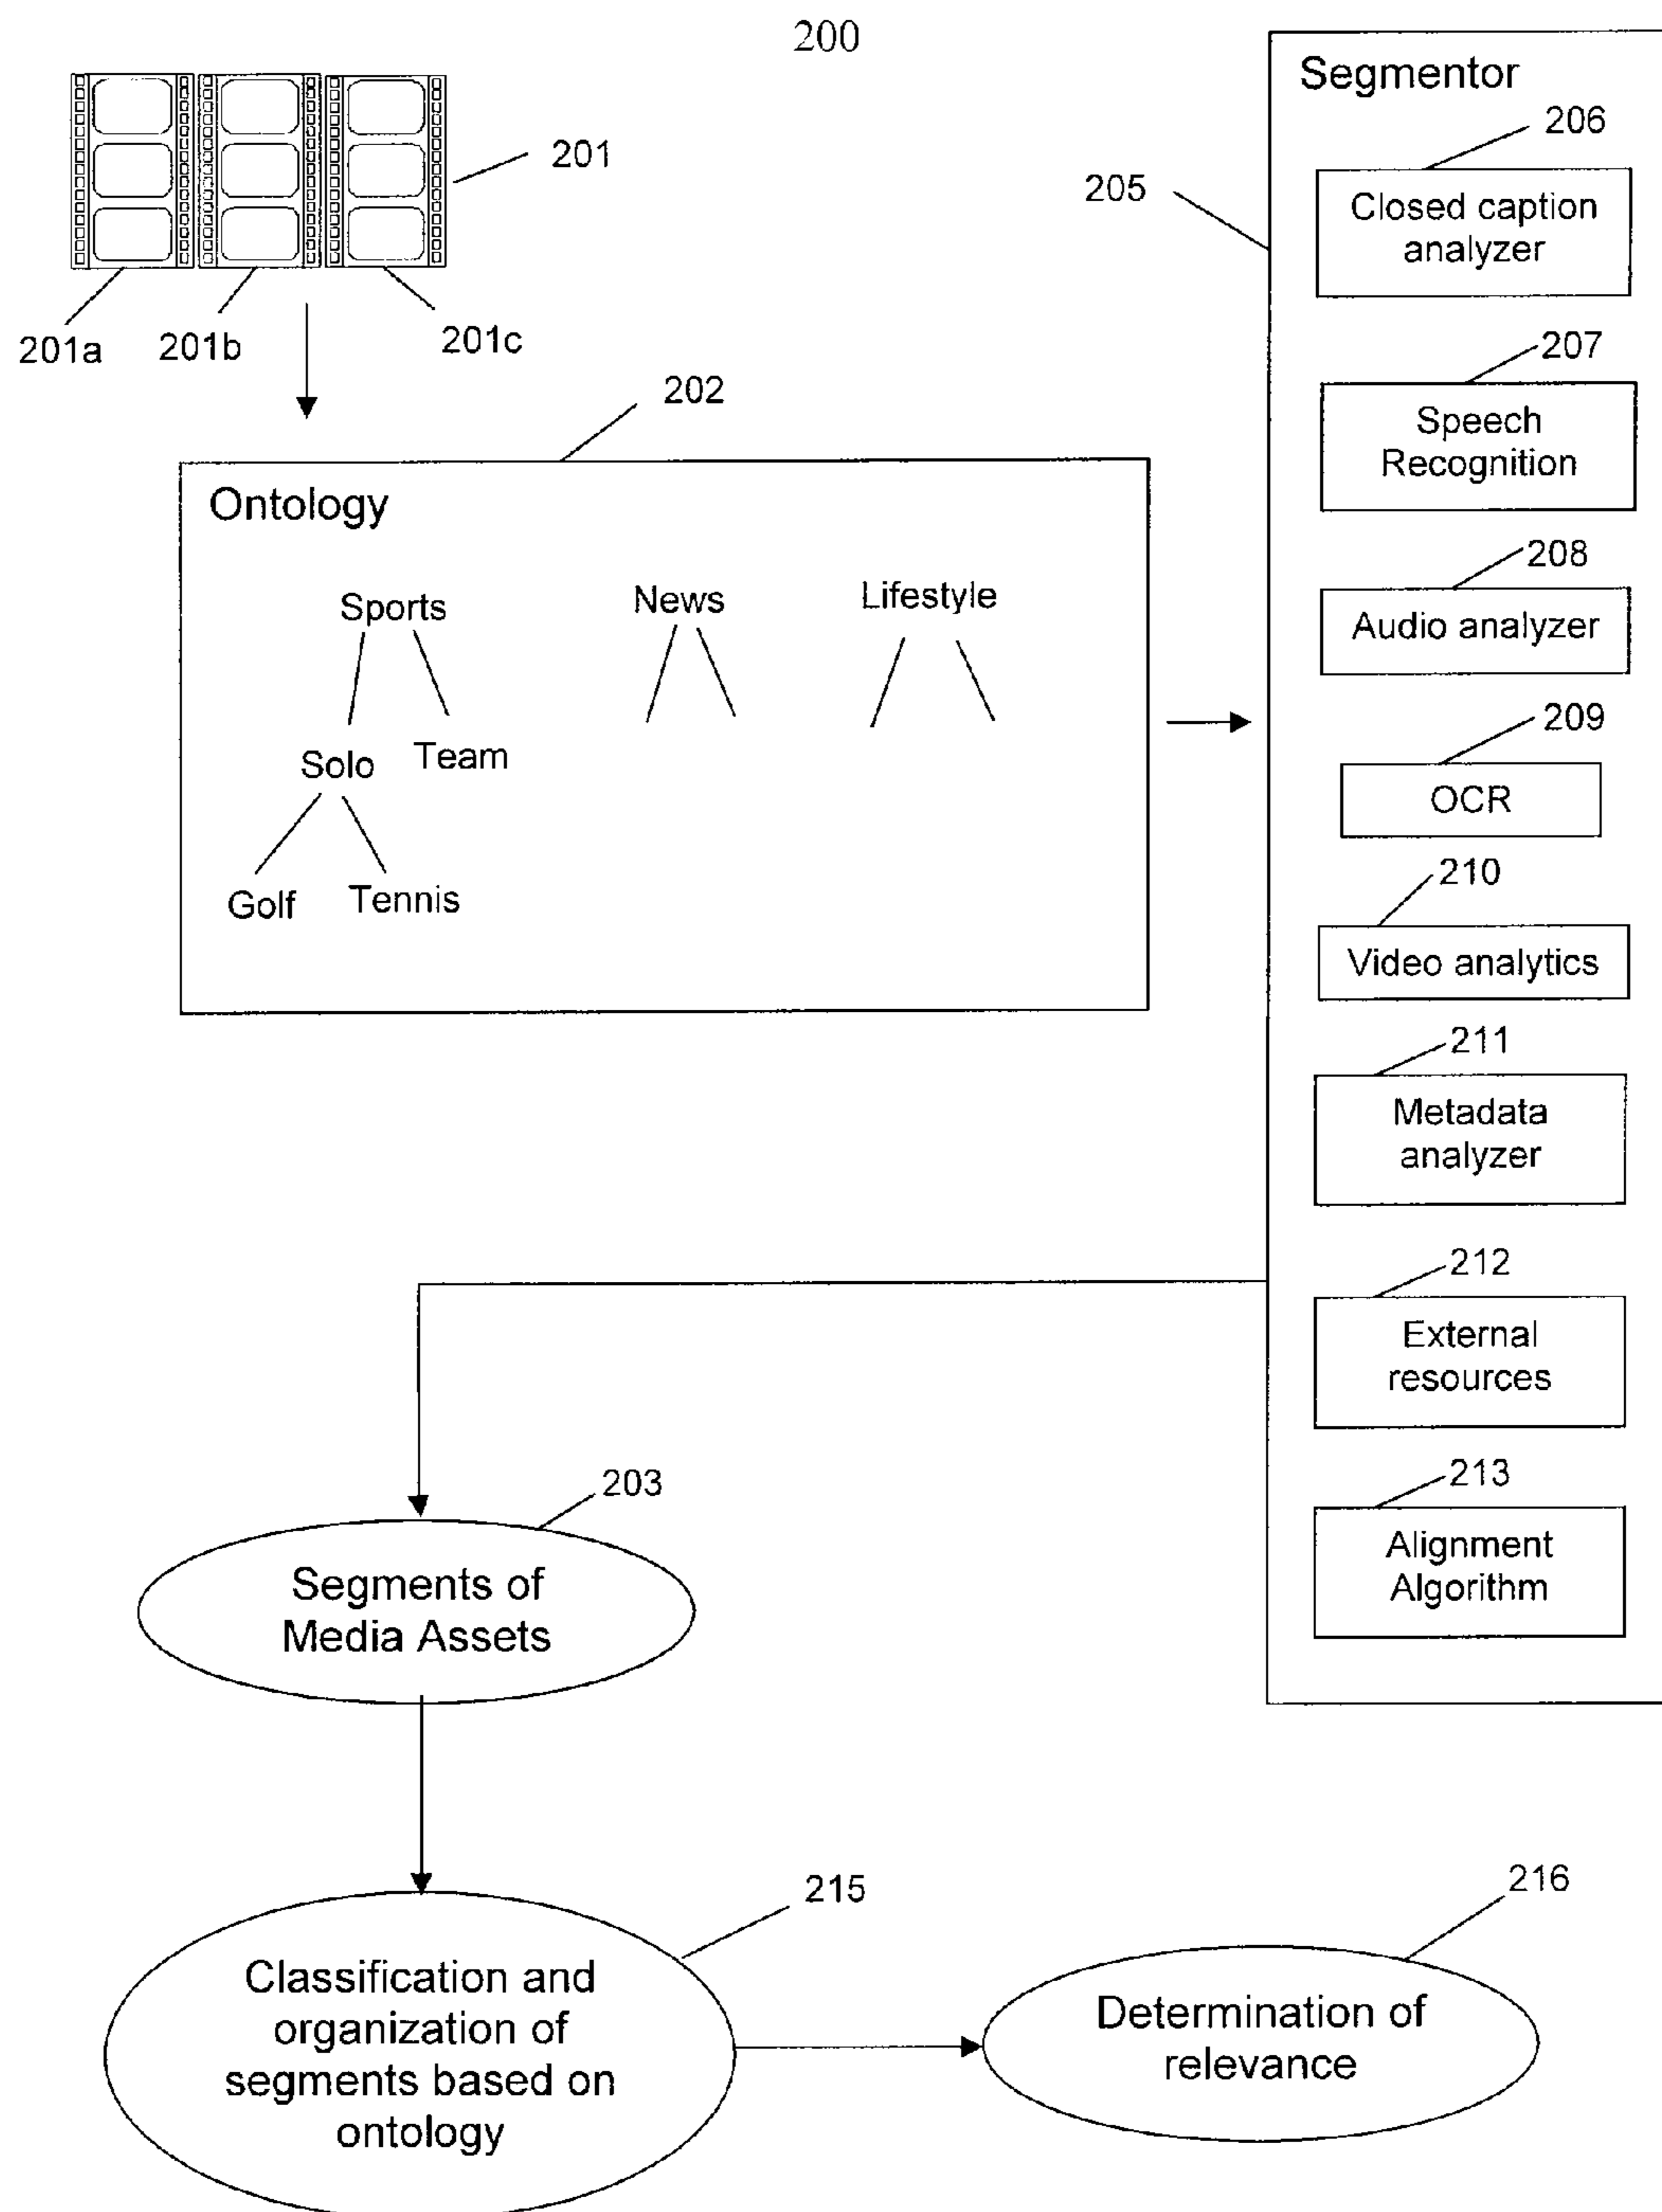 200
201
201a
201b
201c
202
Ontology
Sports
News
Lifestyle
Solo
Team
Golf
Tennis
205
Segmentor
206
Closed caption
analyzer
207
Speech
Recognition
208
Audio analyzer
209
OCR
210
Video analytics
211
Metadata
analyzer
212
External
resources
213
Alignment
Algorithm
203
Segments of
Media Assets
215
Classification and
organization of
segments based on
ontology
216
Determination of
relevance